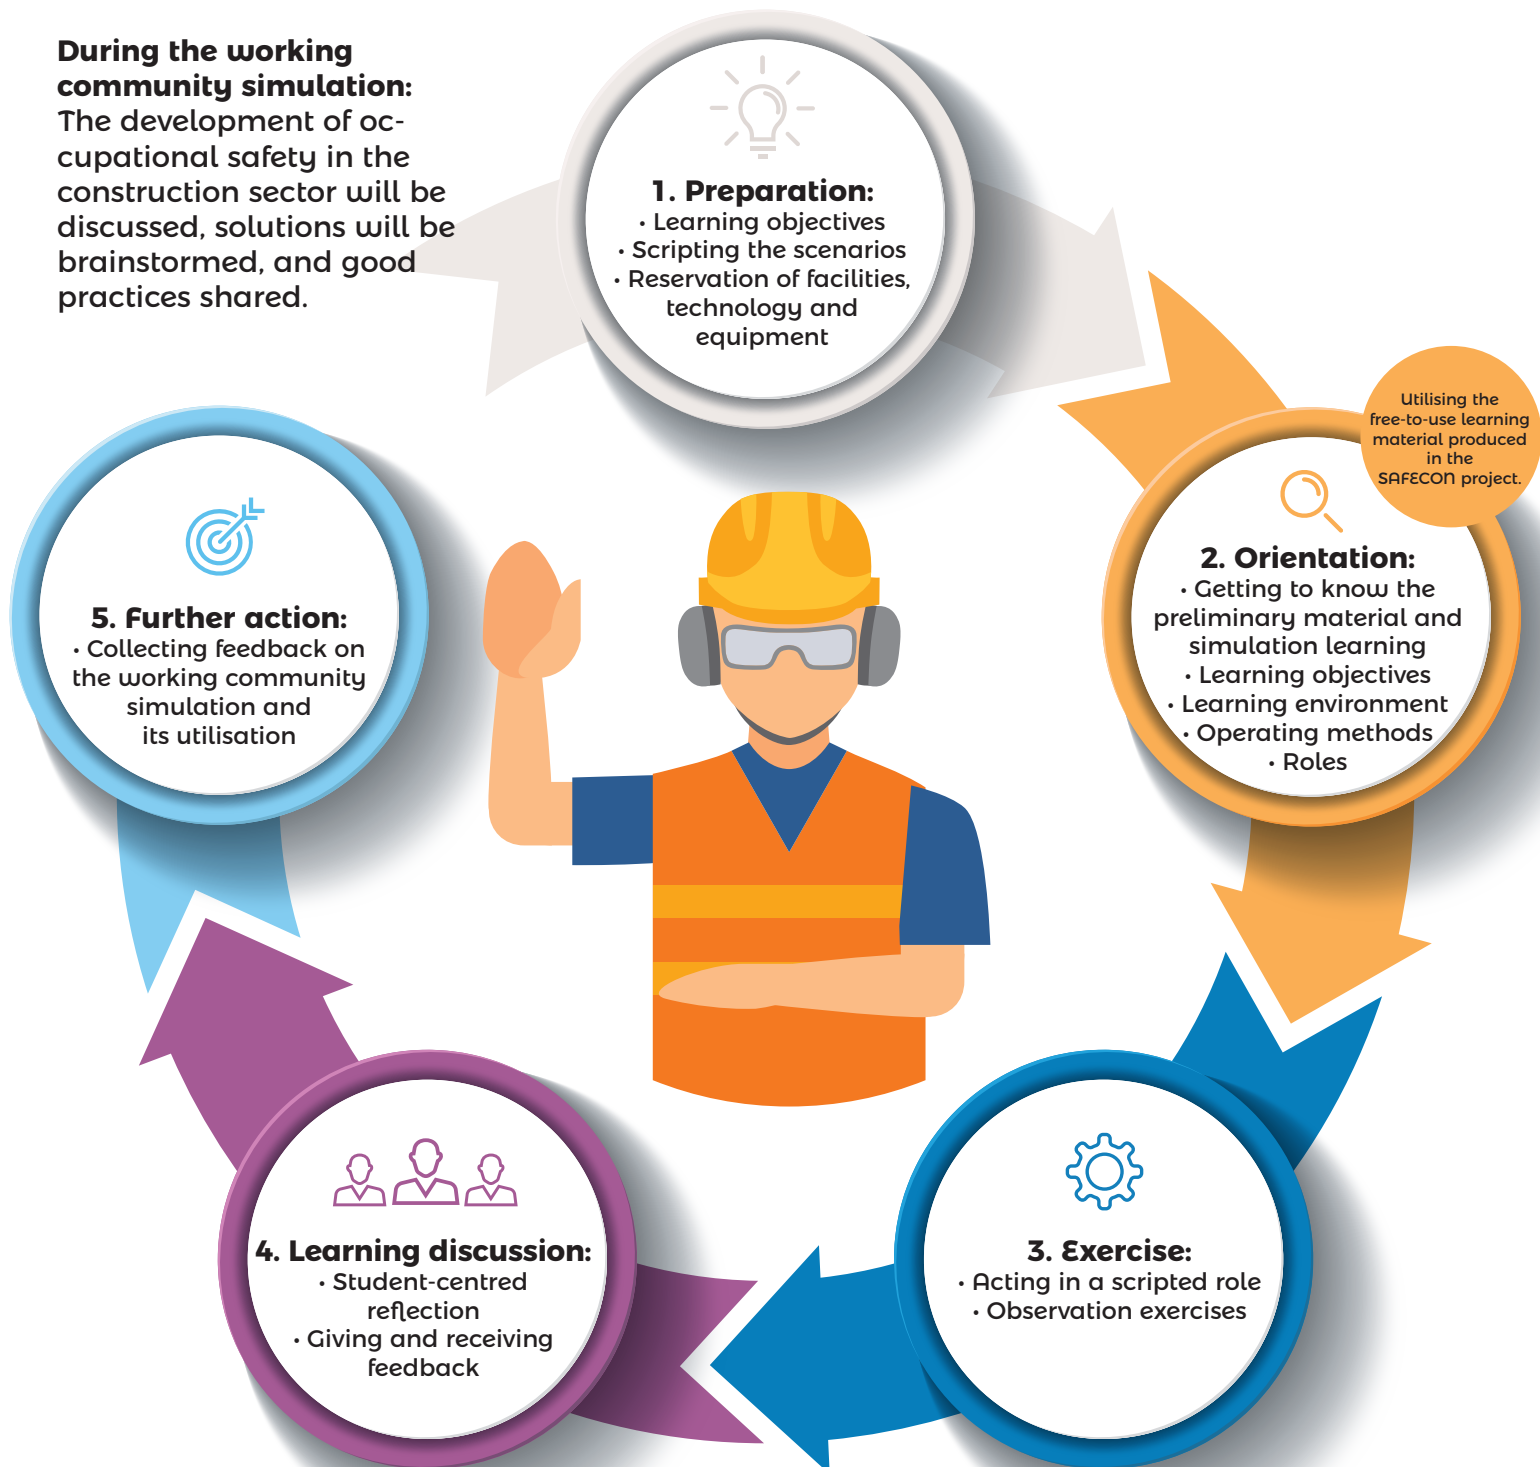 During the working
community simulation:
The development of oc-
cupational safety in the
construction sector will be
discussed, solutions will be
brainstormed, and good
practices shared.
1. Preparation:
• Learning objectives
• Scripting the scenarios
• Reservation of facilities,
technology and
equipment
Utilising the
free-to-use learning
material produced
in the
SAFECON project.
2. Orientation:
• Getting to know the
preliminary material and
simulation learning
• Learning objectives
• Learning environment
• Operating methods
• Roles
3. Exercise:
• Acting in a scripted role
• Observation exercises
4. Learning discussion:
• Student-centred
reflection
• Giving and receiving
feedback
5. Further action:
• Collecting feedback on
the working community
simulation and
its utilisation